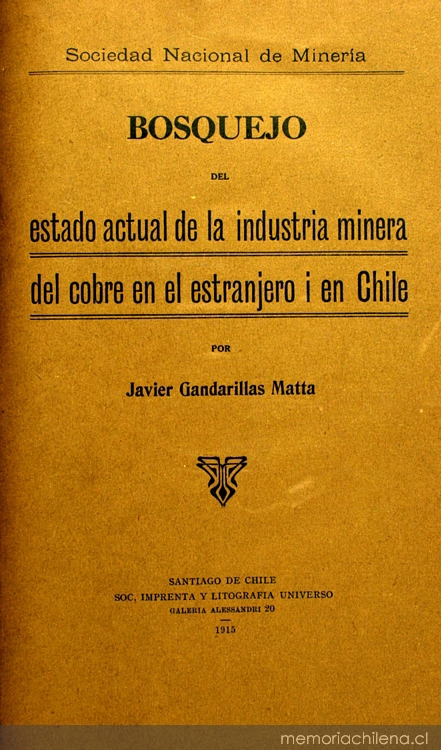 Sociedad Nacional de Minería
BOSQUEJO
DEL
estado actual de la industria minera
del cobre en el estranjero i en Chile
POR
Javier Gandarillas Matta
SANTIAGO DE CHILE
SOC. IMPRENTA Y LITOGRAFIA UNIVERSO
GALERIA ALESSANDRI 20
1915
memoriachilena.cl